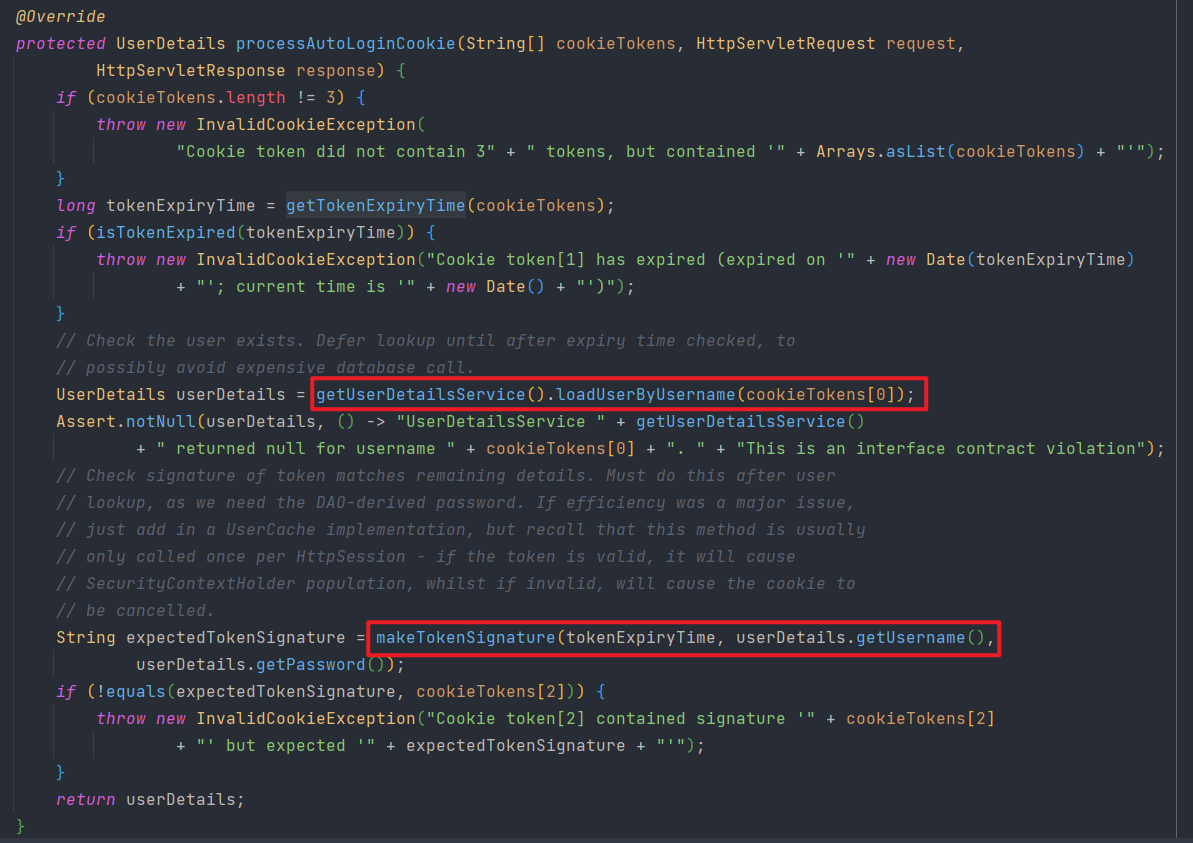 @Override
protected UserDetails processAutoLoginCookie(String[] cookieTokens, HttpServletRequest request,
        HttpServletResponse response) {
    if (cookieTokens.length != 3) {
        throw new InvalidCookieException(
                "Cookie token did not contain 3" + " tokens, but contained '" + Arrays.asList(cookieTokens) + "'");
    }
    long tokenExpiryTime = getTokenExpiryTime(cookieTokens);
    if (isTokenExpired(tokenExpiryTime)) {
        throw new InvalidCookieException("Cookie token[1] has expired (expired on '" + new Date(tokenExpiryTime)
                + "'; current time is '" + new Date() + "')");
    }
    // Check the user exists. Defer lookup until after expiry time checked, to
    // possibly avoid expensive database call.
    UserDetails userDetails = getUserDetailsService().loadUserByUsername(cookieTokens[0]);
    Assert.notNull(userDetails, () -> "UserDetailsService " + getUserDetailsService()
            + " returned null for username " + cookieTokens[0] + ". " + "This is an interface contract violation");
    // Check signature of token matches remaining details. Must do this after user
    // lookup, as we need the DAO-derived password. If efficiency was a major issue,
    // just add in a UserCache implementation, but recall that this method is usually
    // only called once per HttpSession - if the token is valid, it will cause
    // SecurityContextHolder population, whilst if invalid, will cause the cookie to
    // be cancelled.
    String expectedTokenSignature = makeTokenSignature(tokenExpiryTime, userDetails.getUsername(),
            userDetails.getPassword());
    if (!equals(expectedTokenSignature, cookieTokens[2])) {
        throw new InvalidCookieException("Cookie token[2] contained signature '" + cookieTokens[2]
                + "' but expected '" + expectedTokenSignature + "'");
    }
    return userDetails;
}